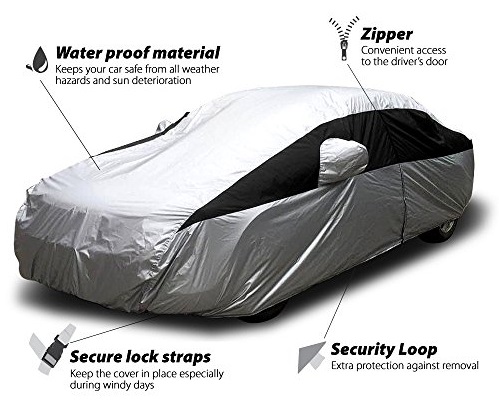 Water proof material
Keeps your car safe from all weather
hazards and sun deterioration
Zipper
Convenient access
to the driver's door
Secure lock straps
Keep the cover in place especially
during windy days
Security Loop
Extra protection against removal